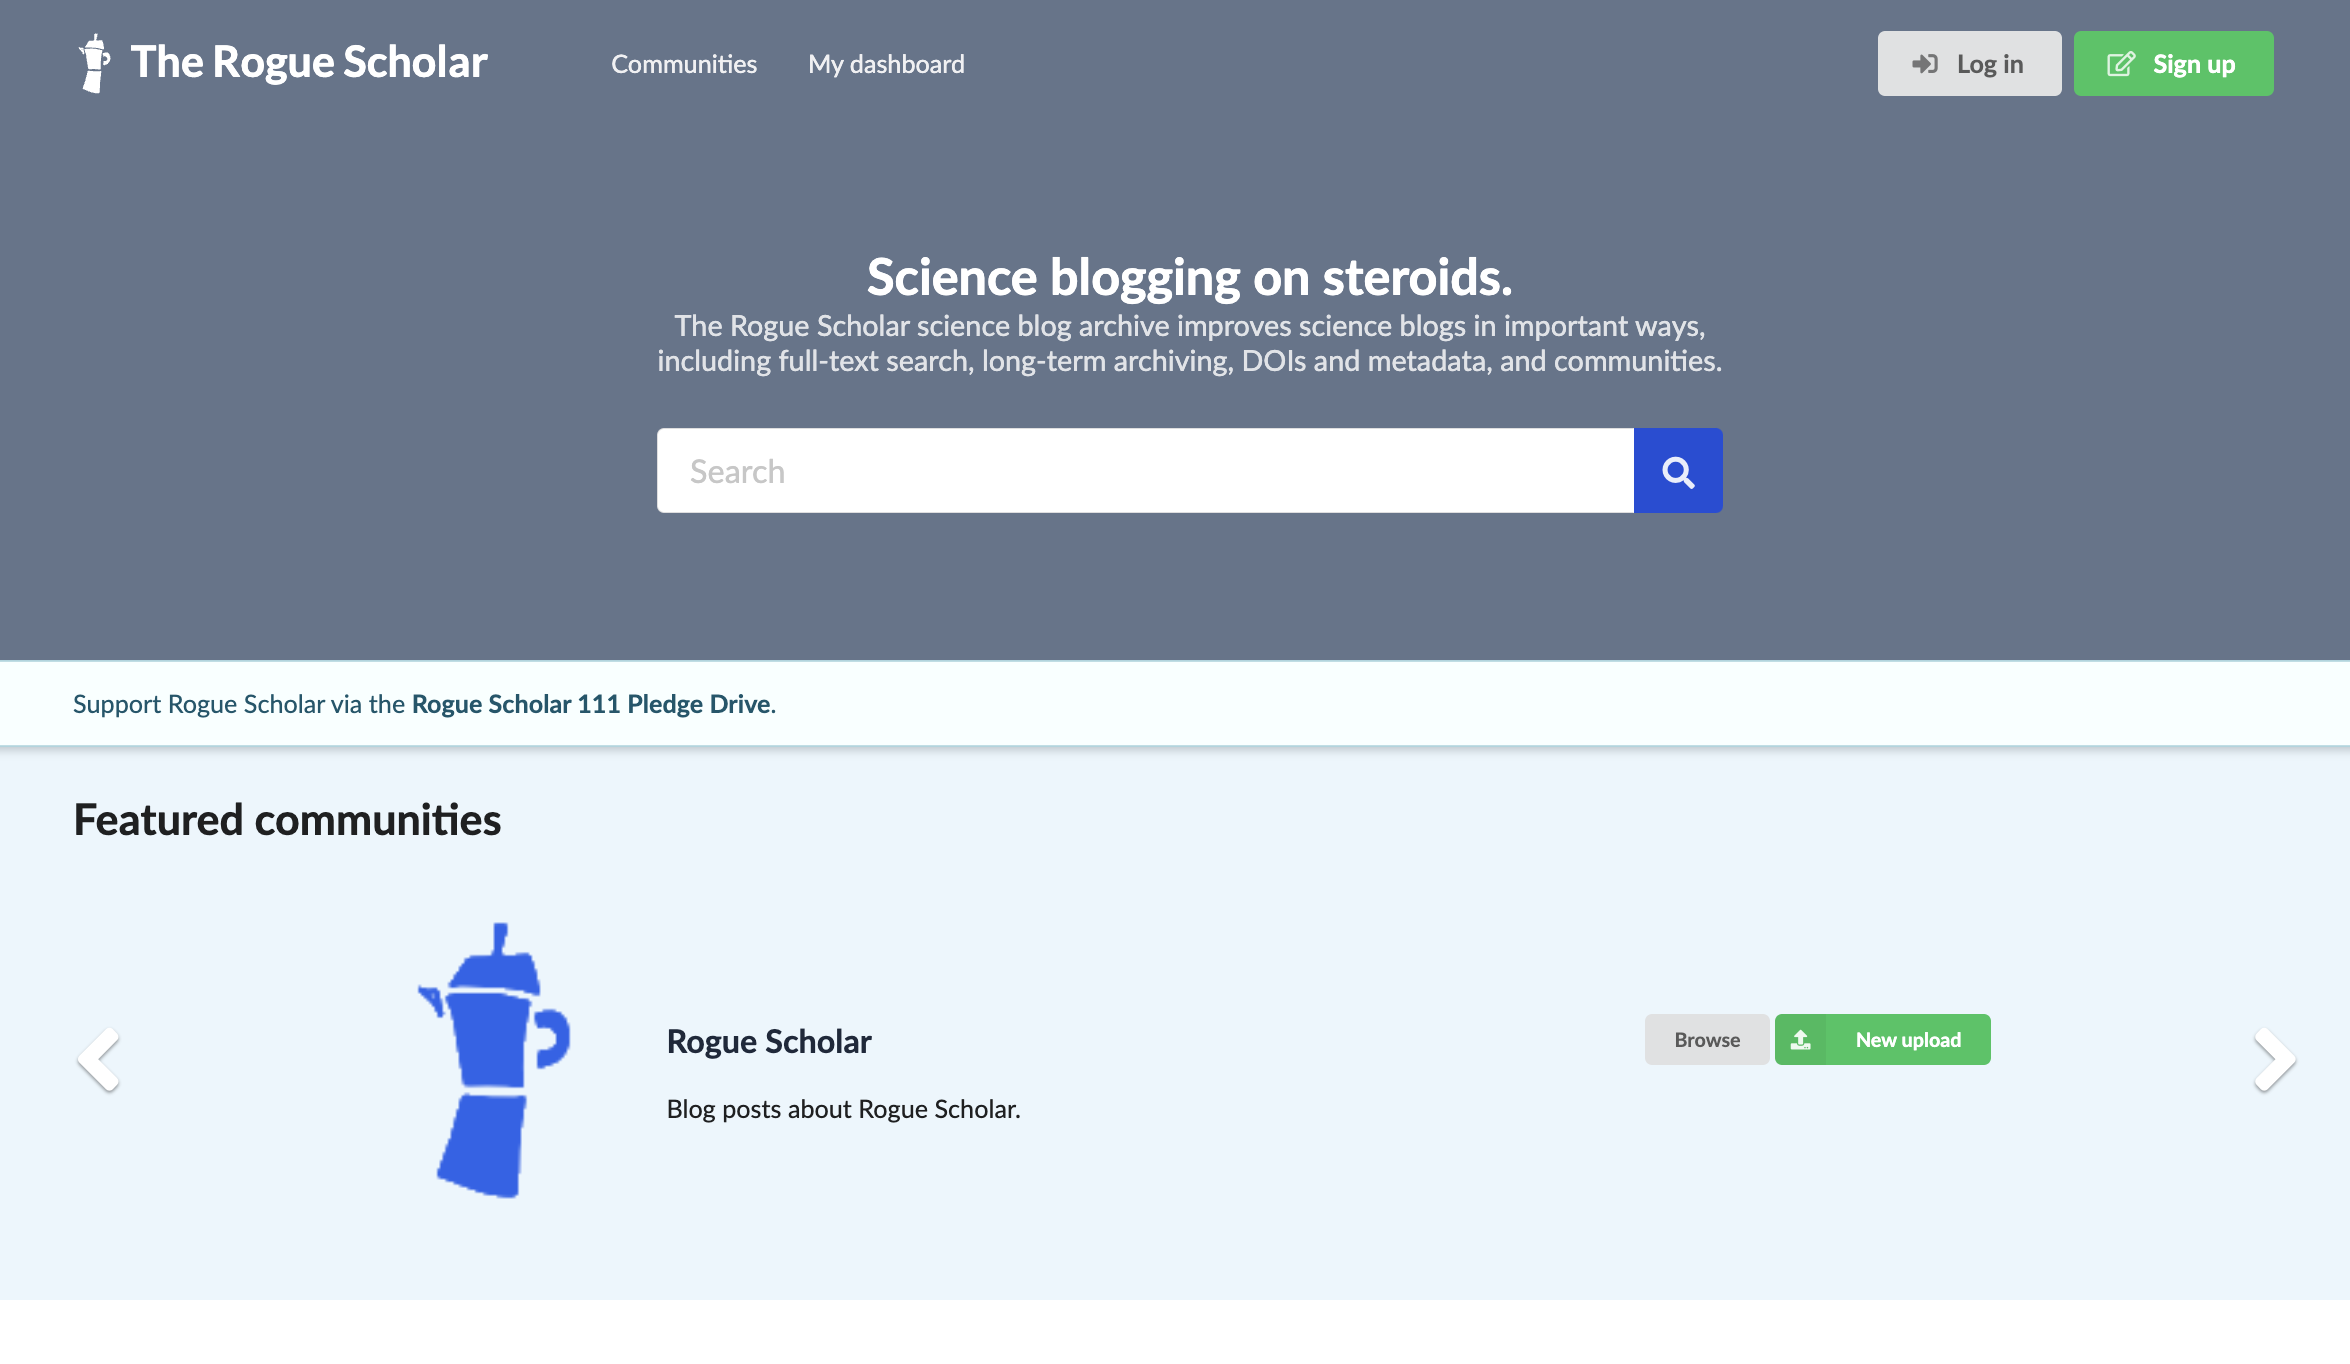 The Rogue Scholar
Communities
My dashboard
Log in
Sign up
Science blogging on steroids.
The Rogue Scholar science blog archive improves science blogs in important ways,
including full-text search, long-term archiving, DOIs and metadata, and communities.
Search
Support Rogue Scholar via the Rogue Scholar 111 Pledge Drive.
Featured communities
Rogue Scholar
Browse
New upload
Blog posts about Rogue Scholar.